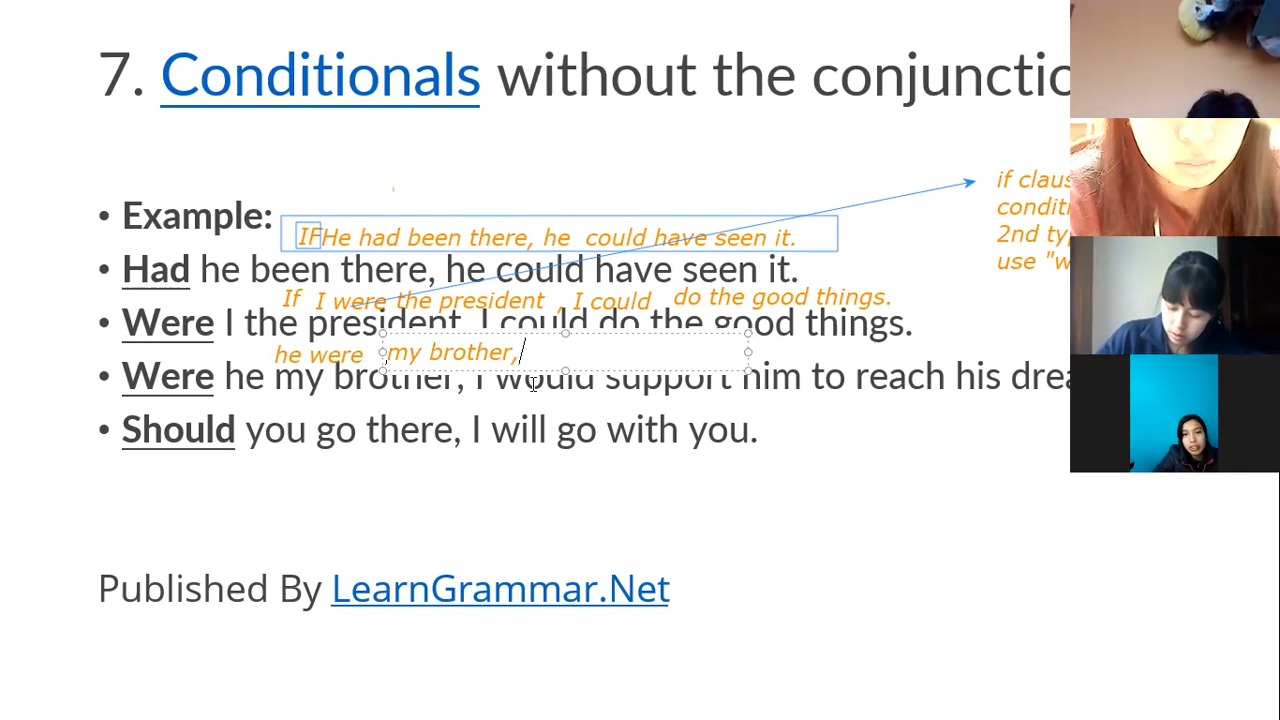 7. Conditionals without the conjunctio
• Example:
IFHe had been there, he could have seen it.
• Had he been there, he could have seen it.
If I were the president , I could do the good things.
• Were I the president, I could do the good things.
he were my brother,
• Were he my brother, I would support him to reach his drea
• Should you go there, I will go with you.
if claus
conditi
2nd ty
use "w
Published By LearnGrammar.Net